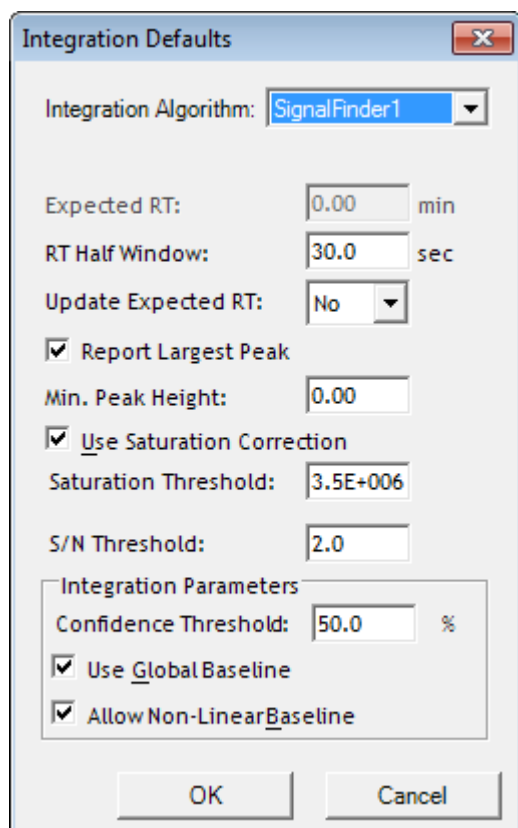 Integration Defaults
Integration Algorithm: SignalFinder1
Expected RT: 0.00 min
RT Half Window: 30.0 sec
Update Expected RT: No
Report Largest Peak
Min. Peak Height: 0.00
Use Saturation Correction
Saturation Threshold: 3.5E+006
S/N Threshold: 2.0
Integration Parameters
Confidence Threshold: 50.0 %
Use Global Baseline
Allow Non-LinearBaseline
OK Cancel